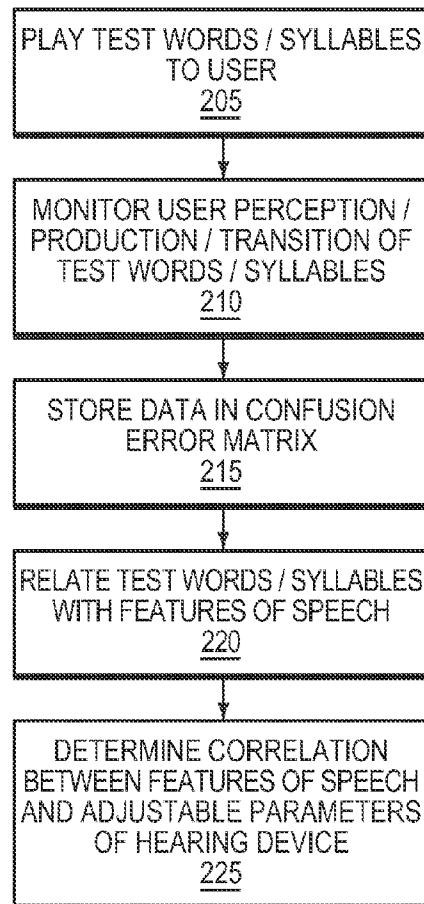 PLAY TEST WORDS / SYLLABLES
TO USER
205
MONITOR USER PERCEPTION /
PRODUCTION / TRANSITION OF
TEST WORDS / SYLLABLES
210
STORE DATA IN CONFUSION
ERROR MATRIX
215
RELATE TEST WORDS / SYLLABLES
WITH FEATURES OF SPEECH
220
DETERMINE CORRELATION
BETWEEN FEATURES OF SPEECH
AND ADJUSTABLE PARAMETERS
OF HEARING DEVICE
225